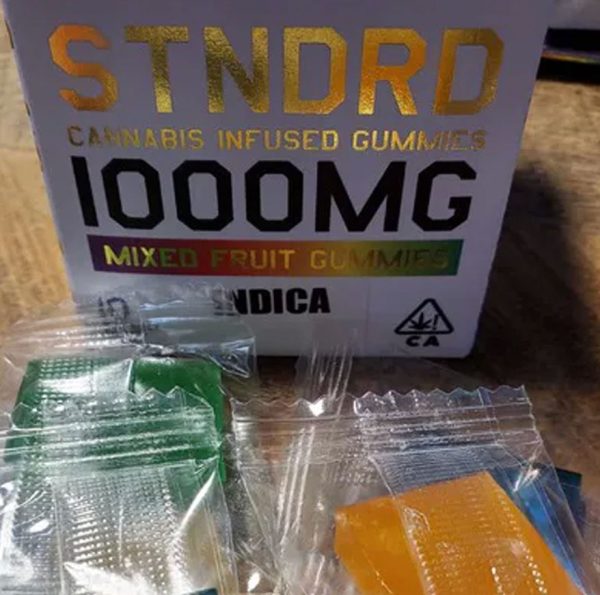 STNDRD
CANNABIS INFUSED GUMMIES
1000MG
MIXED FRUIT GUMMIES
INDICA
CA